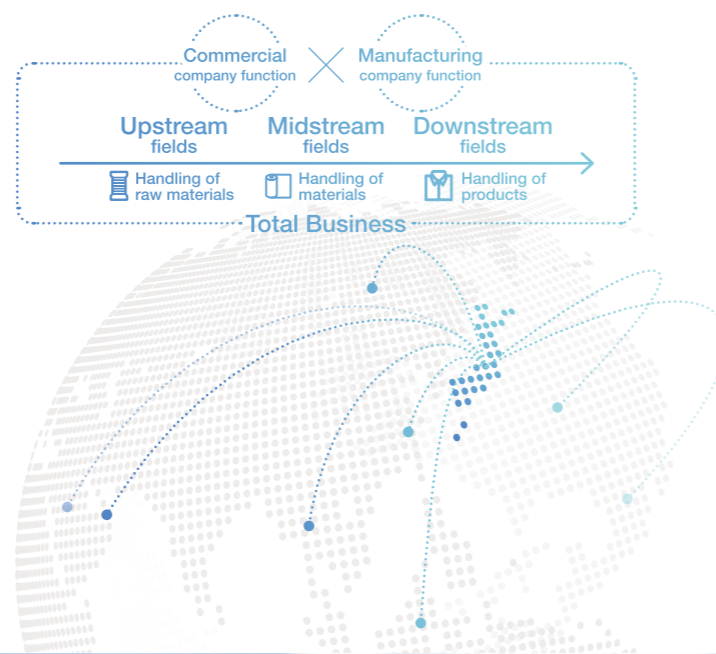 Commercial
company function
Manufacturing
company function
Upstream
fields
Midstream
fields
Downstream
fields
Handling of
raw materials
Handling of
materials
Handling of
products
Total Business